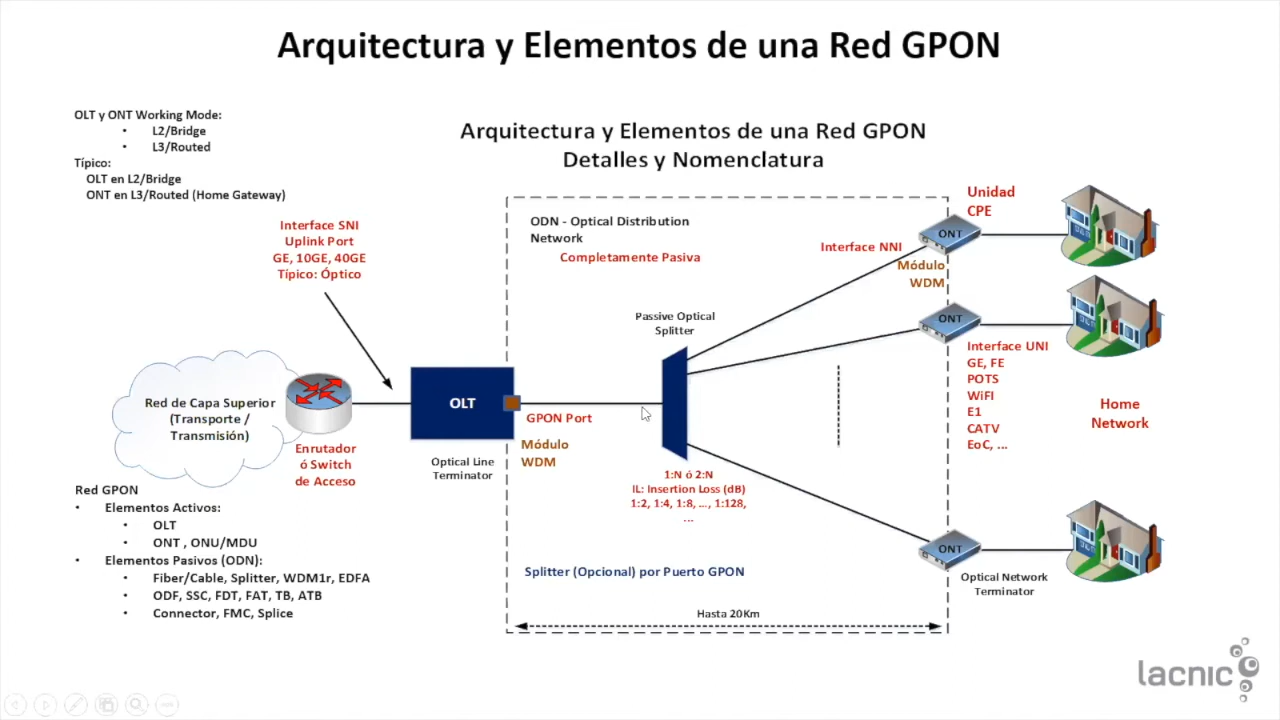 Arquitectura y Elementos de una Red GPON
OLT y ONT Working Mode:
• L2/Bridge
• L3/Routed
Típico:
OLT en L2/Bridge
ONT en L3/Routed (Home Gateway)
Arquitectura y Elementos de una Red GPON
Detalles y Nomenclatura
Interface SNI
Uplink Port
GE, 10GE, 40GE
Típico: Óptico
ODN - Optical Distribution
Network
Completamente Pasiva
Interface NNI
Unidad
CPE
ONT
Módulo
WDM
Passive Optical
Splitter
ONT
Interface UNI
GE, FE
POTS
WiFI
E1
CATV
EoC, ...
Home
Network
Red de Capa Superior
(Transporte /
Transmisión)
Enrutador
ó Switch
de Acceso
OLT
GPON Port
Módulo
WDM
Optical Line
Terminator
1:N ó 2:N
IL: Insertion Loss (dB)
1:2, 1:4, 1:8, ..., 1:128,
...
ONT
Optical Network
Terminator
Splitter (Opcional) por Puerto GPON
Hasta 20Km
Red GPON
• Elementos Activos:
• OLT
• ONT , ONU/MDU
• Elementos Pasivos (ODN):
• Fiber/Cable, Splitter, WDM1r, EDFA
• ODF, SSC, FDT, FAT, TB, ATB
• Connector, FMC, Splice
lacnic